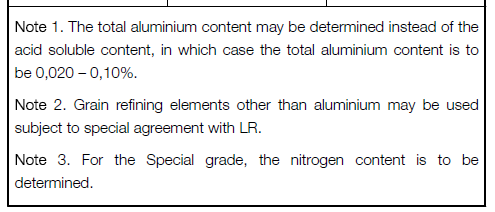 Note 1. The total aluminium content may be determined instead of the
acid soluble content, in which case the total aluminium content is to
be 0,020 – 0,10%.
Note 2. Grain refining elements other than aluminium may be used
subject to special agreement with LR.
Note 3. For the Special grade, the nitrogen content is to be
determined.